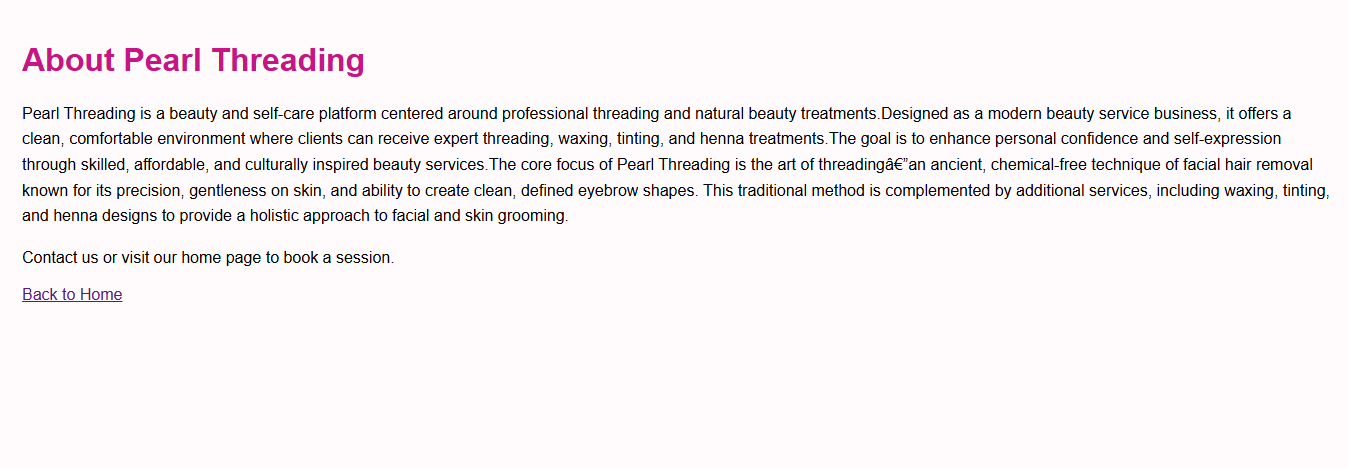 About Pearl Threading
Pearl Threading is a beauty and self-care platform centered around professional threading and natural beauty treatments.Designed as a modern beauty service business, it offers a
clean, comfortable environment where clients can receive expert threading, waxing, tinting, and henna treatments.The goal is to enhance personal confidence and self-expression
through skilled, affordable, and culturally inspired beauty services.The core focus of Pearl Threading is the art of threadingâ€”an ancient, chemical-free technique of facial hair removal
known for its precision, gentleness on skin, and ability to create clean, defined eyebrow shapes. This traditional method is complemented by additional services, including waxing, tinting,
and henna designs to provide a holistic approach to facial and skin grooming.
Contact us or visit our home page to book a session.
Back to Home